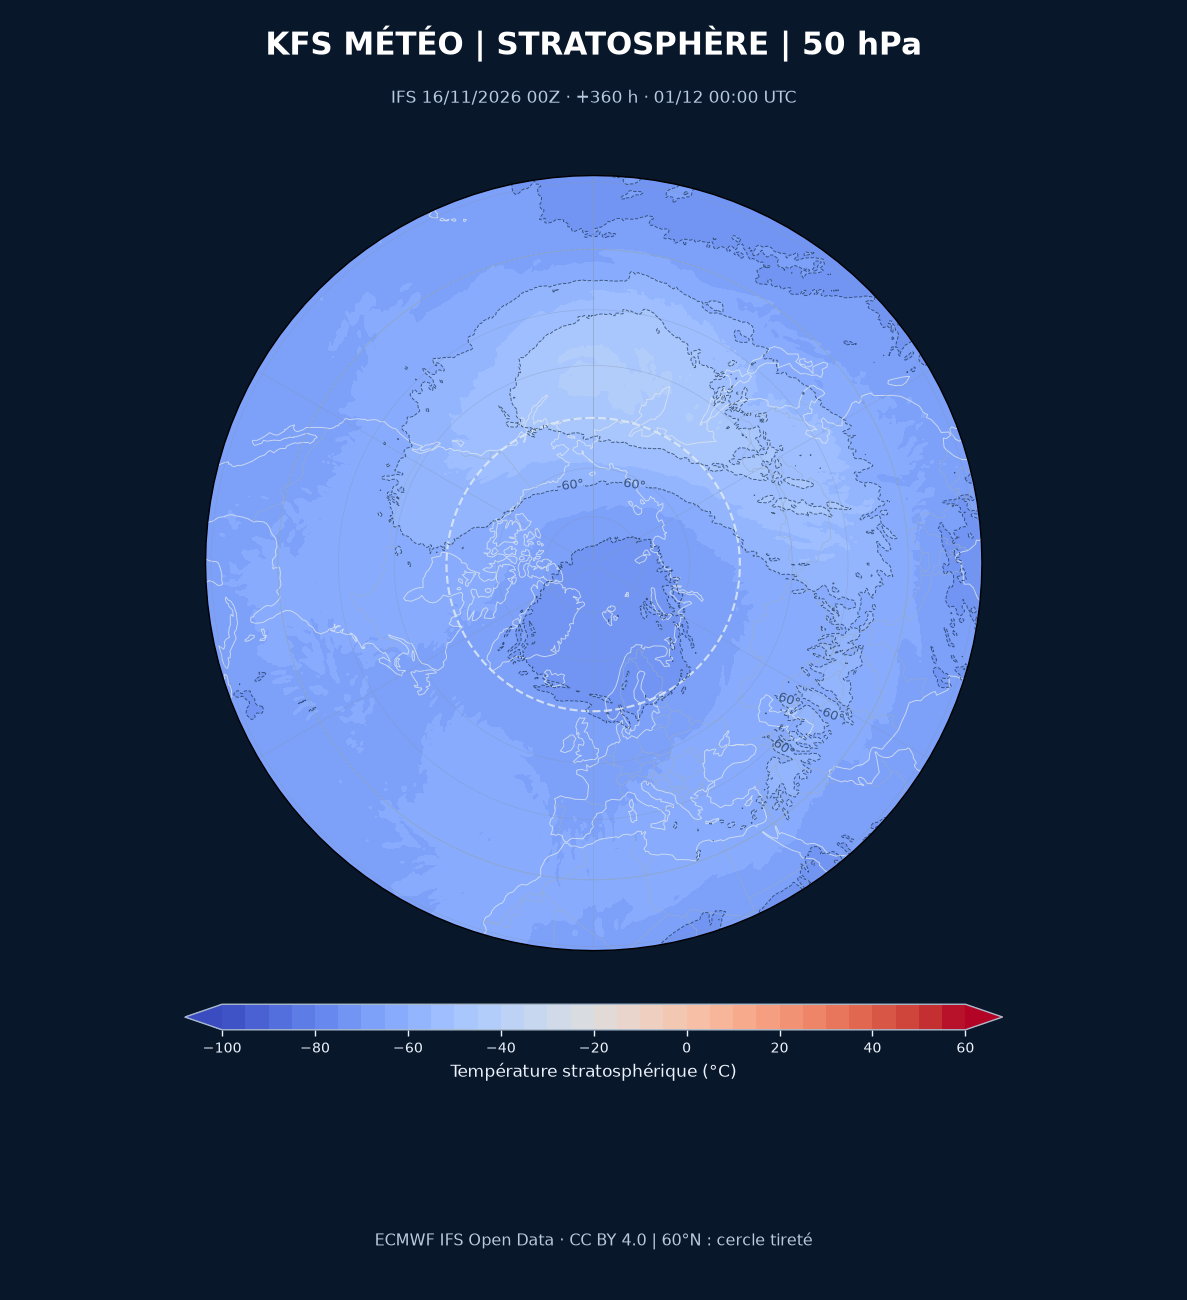 KFS MÉTÉO | STRATOSPHÈRE | 50 hPa
IFS 16/11/2026 00Z · +360 h · 01/12 00:00 UTC
-60°
-60°
-60°
-60°
-60°
−100 −80 −60 −40 −20 0 20 40 60
Température stratosphérique (°C)
ECMWF IFS Open Data · CC BY 4.0 | 60°N : cercle tireté